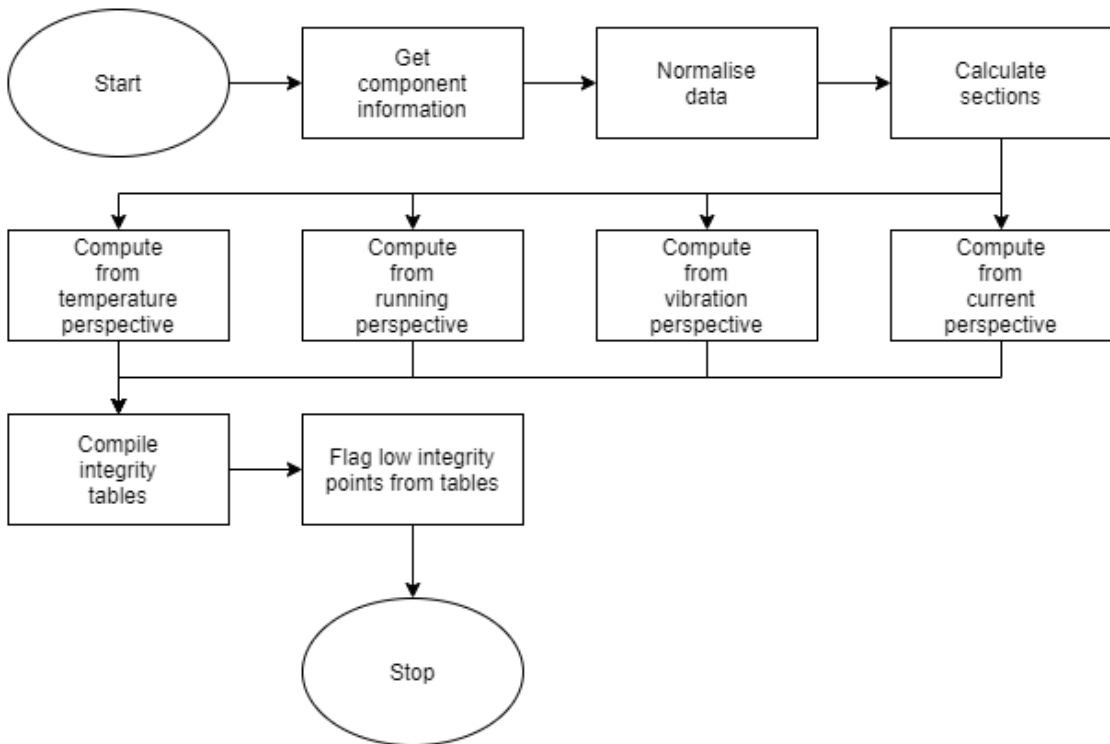 Start
Get
component
information
Normalise
data
Calculate
sections
Compute
from
temperature
perspective
Compute
from
running
perspective
Compute
from
vibration
perspective
Compute
from
current
perspective
Compile
integrity
tables
Flag low integrity
points from tables
Stop